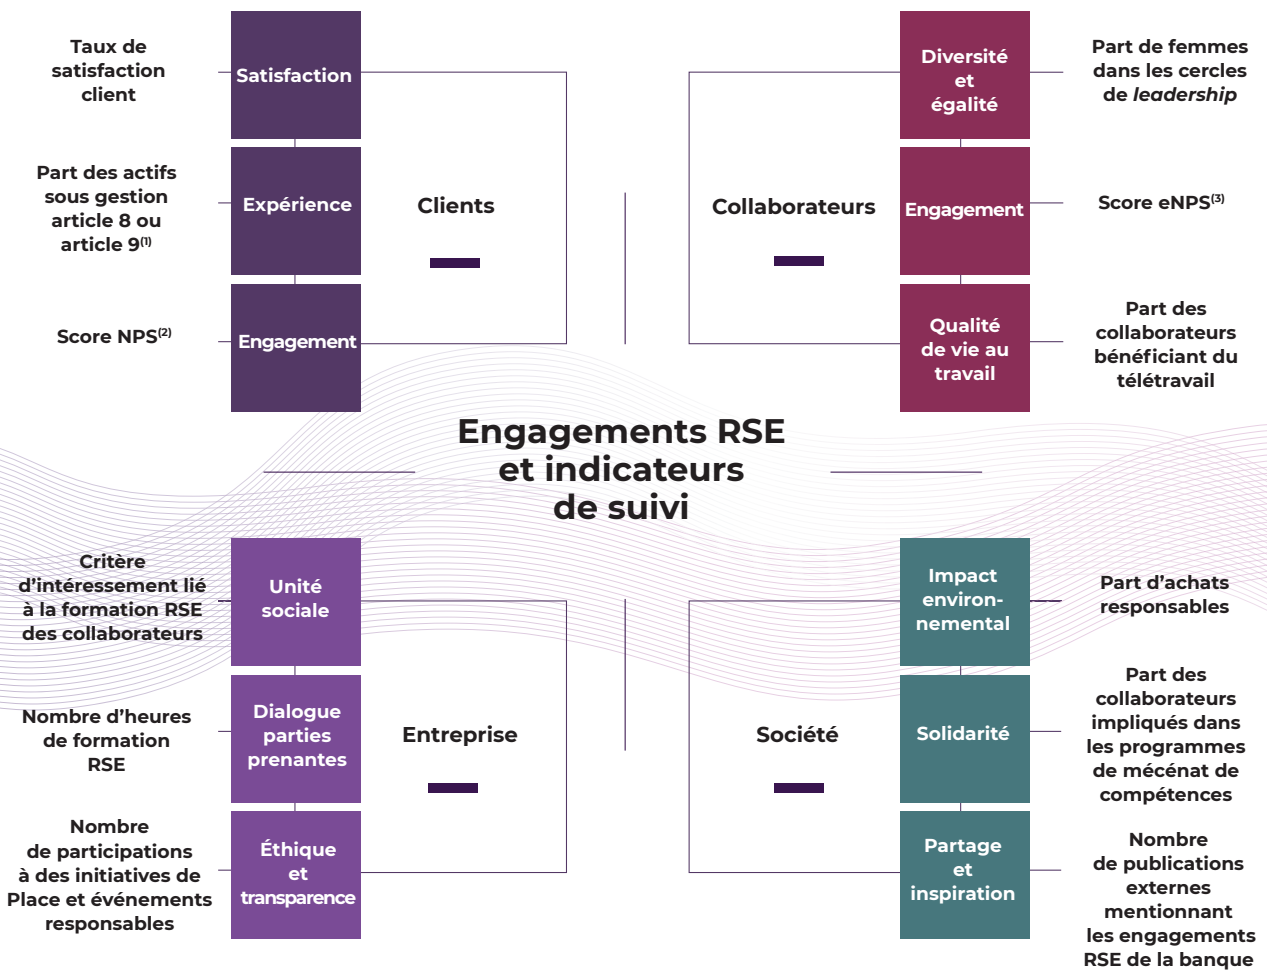 Taux de
satisfaction
client
Satisfaction
Part des actifs
sous gestion
article 8 ou
article 9(1)
Expérience
Clients
Score NPS(2)
Engagement
Diversité
et
égalité
Part de femmes
dans les cercles
de leadership
Collaborateurs
Engagement
Score eNPS(3)
Qualité
de vie au
travail
Part des
collaborateurs
bénéficiant du
télétravail
Engagements RSE
et indicateurs
de suivi
Critère
d’intéressement lié
à la formation RSE
des collaborateurs
Unité
sociale
Nombre d’heures
de formation
RSE
Dialogue
parties
prenantes
Entreprise
Nombre
de participations
à des initiatives de
Place et événements
responsables
Éthique
et
transparence
Impact
environ-
nemental
Part d’achats
responsables
Société
Solidarité
Part des
collaborateurs
impliqués dans
les programmes
de mécénat de
compétences
Partage
et
inspiration
Nombre
de publications
externes
mentionnant
les engagements
RSE de la banque